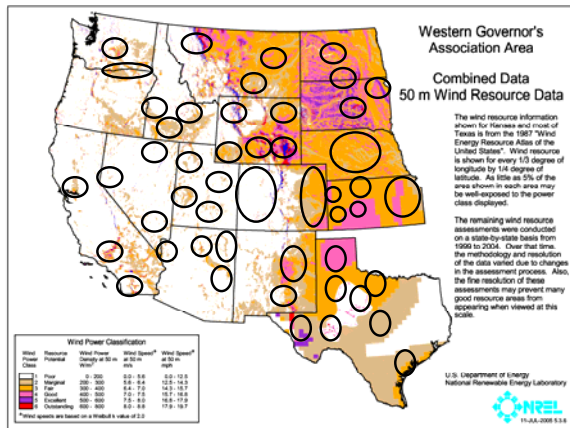 Western Governor's
Association Area
Combined Data
50 m Wind Resource Data
The wind resource information
shown for Kansas and most of
Texas is from the 1987 "Wind
Energy Resource Atlas of the
United States". Wind resource
is shown for every 1/3 degree of
longitude by 1/4 degree of
latitude. As little as 5% of the
area shown in each area may
be well-exposed to the power
class displayed.
The remaining wind resource
assessments were conducted
on a state-by-state basis from
1999 to 2004. Over that time,
the methodology and resolution
of the data varied due to changes
in the assessment process. Also,
the fine resolution of these
assessments may prevent many
good resource areas from
appearing when viewed at this
scale.
Wind Power Classification
Wind Resource Wind Power Wind Speed a Wind Speed a
Power Potential Density at 50 m at 50 m at 50 m
Class W/m² m/s mph
1 Poor 0 - 200 0.0 - 5.6 0.0 - 12.5
2 Marginal 200 - 300 5.6 - 6.4 12.5 - 14.3
3 Fair 300 - 400 6.4 - 7.0 14.3 - 15.7
4 Good 400 - 500 7.0 - 7.5 15.7 - 16.8
5 Excellent 500 - 600 7.5 - 8.0 16.8 - 17.9
6 Outstanding 600 - 800 8.0 - 8.8 17.9 - 19.7
a Wind speeds are based on a Weibull k value of 2.0
U.S. Department of Energy
National Renewable Energy Laboratory
NREL